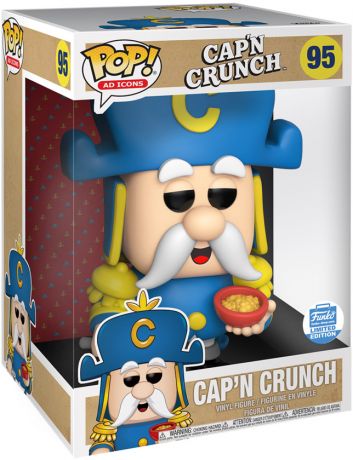 POP!
AD ICONS
95
CAP'N
CRUNCH™
95
C
Funko
LIMITED
EDITION
C
CAP'N CRUNCH
VINYL FIGURE / FIGURINE EN VINYLE
FIGURA DE VINIL